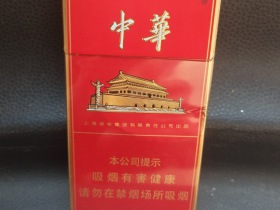 中華
本公司提示
吸烟有害健康
请勿在禁烟场所吸烟